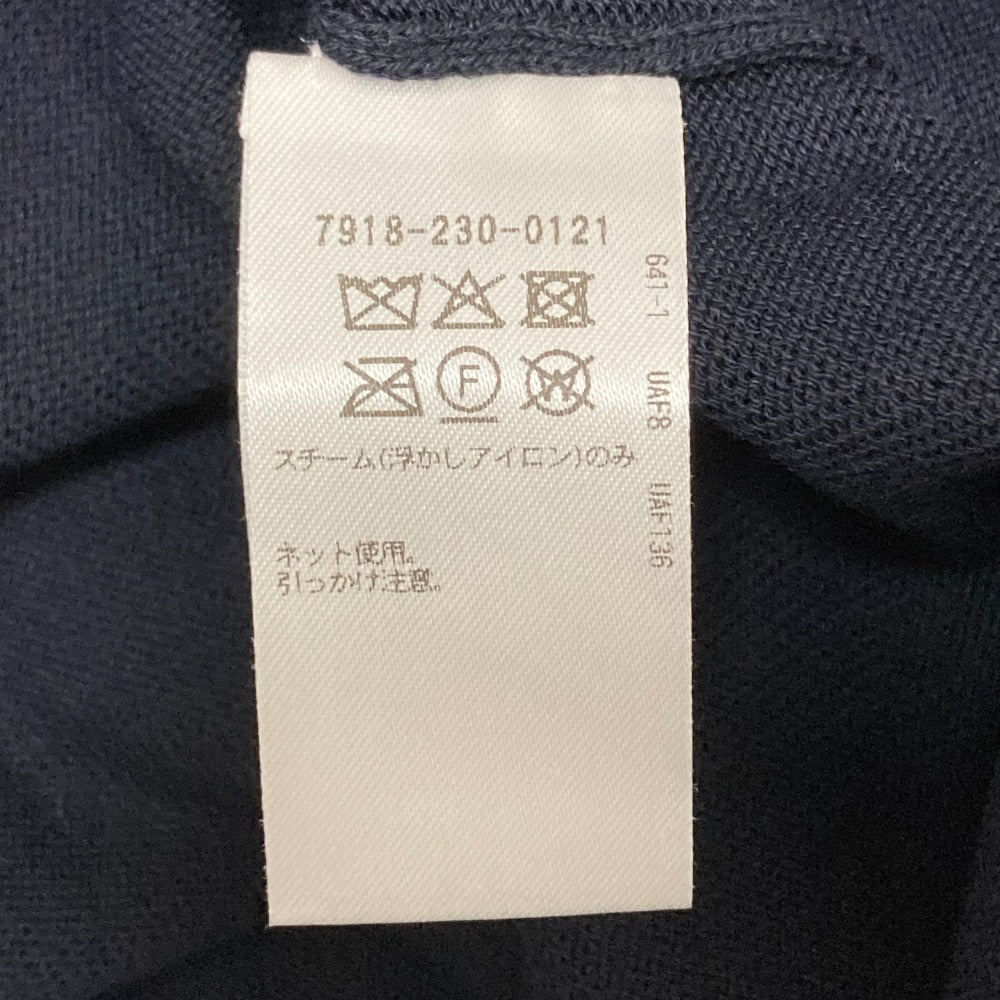 7918-230-0121
F
W
スチーム(浮かしアイロン)のみ
ネット使用。
引っかけ注意。
641-1 UAF8 UAF136